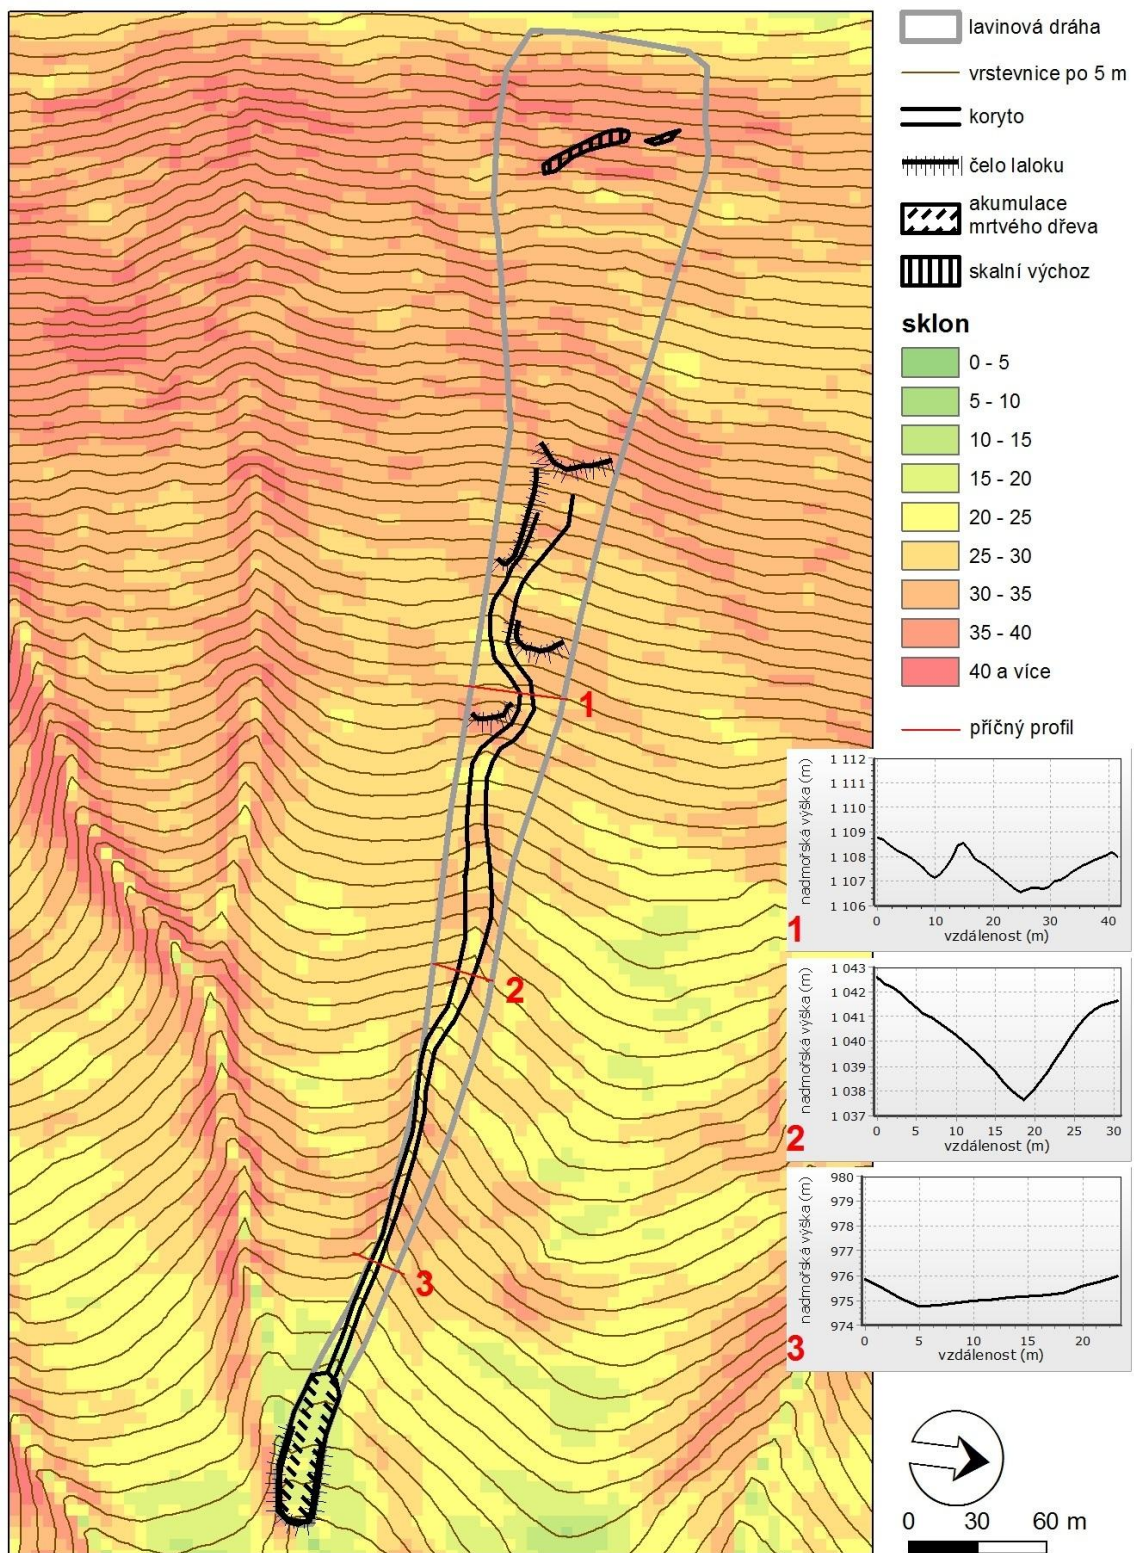 lavinová dráha
vrstevnice po 5 m
koryto
čelo laloku
akumulace
mrtvého dřeva
skalní výchoz
sklon
0 - 5
5 - 10
10 - 15
15 - 20
20 - 25
25 - 30
30 - 35
35 - 40
40 a více
příčný profil
1
2
3
nadmořská výška (m)
1 112
1 111
1 110
1 109
1 108
1 107
1 106
0
10
20
30
40
vzdálenost (m)
1
nadmořská výška (m)
1 043
1 042
1 041
1 040
1 039
1 038
1 037
0
5
10
15
20
25
30
vzdálenost (m)
2
nadmořská výška (m)
980
979
978
977
976
975
974
0
5
10
15
20
vzdálenost (m)
3
0
30
60 m